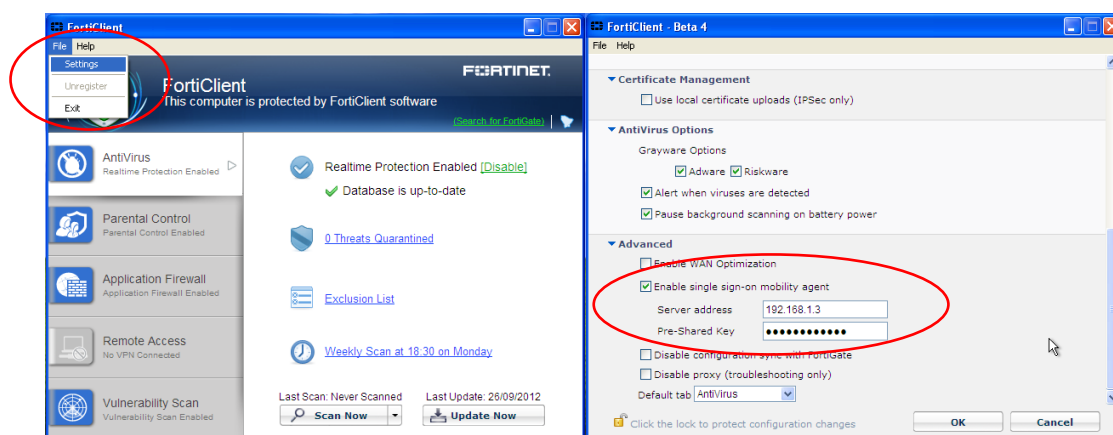 FortiClient
File Help
Settings
Unregister
Exit
FORTINET.
FortiClient
This computer is protected by FortiClient software
(Search for FortiGate)
AntiVirus
Realtime Protection Enabled
Parental Control
Parental Control Enabled
Application Firewall
Application Firewall Enabled
Remote Access
No VPN Connected
Vulnerability Scan
Vulnerability Scan Enabled
Realtime Protection Enabled [Disable]
Database is up-to-date
0 Threats Quarantined
Exclusion List
Weekly Scan at 18:30 on Monday
Last Scan: Never Scanned Last Update: 26/09/2012
Scan Now Update Now
FortiClient - Beta 4
File Help
Certificate Management
Use local certificate uploads (IPSec only)
AntiVirus Options
Grayware Options
Adware Riskware
Alert when viruses are detected
Pause background scanning on battery power
Advanced
Enable WAN Optimization
Enable single sign-on mobility agent
Server address 192.168.1.3
Pre-Shared Key ●●●●●●●●●●●●
Disable configuration sync with FortiGate
Disable proxy (troubleshooting only)
Default tab AntiVirus
Click the lock to protect configuration changes OK Cancel